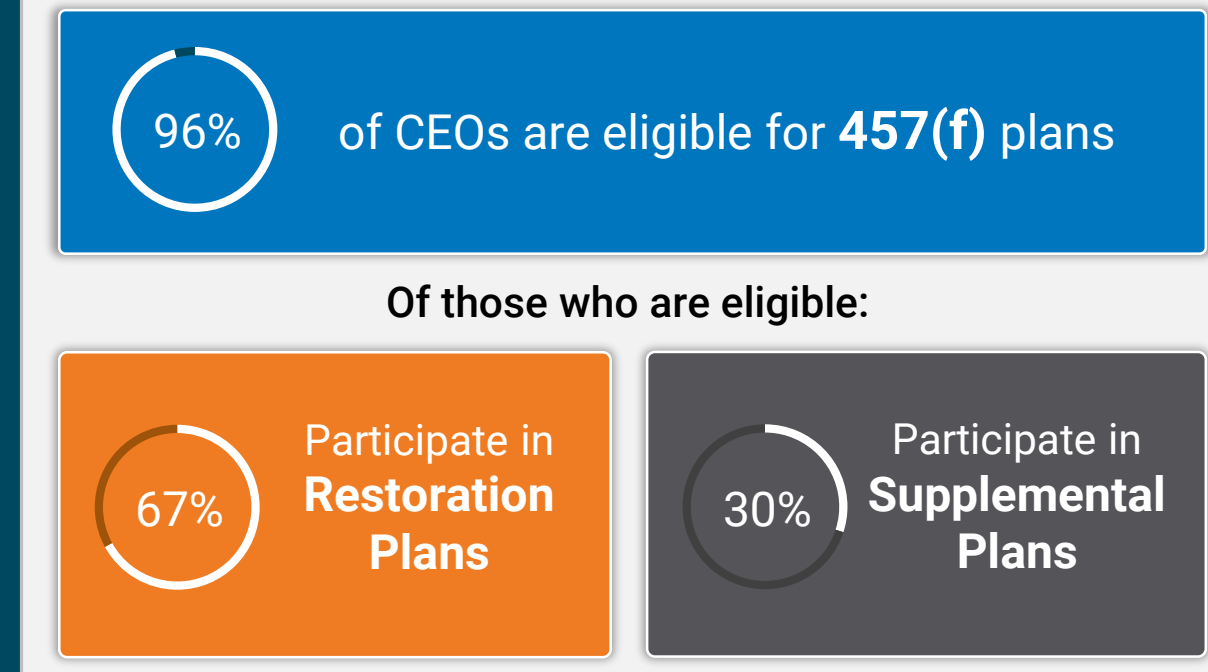 96%
of CEOs are eligible for 457(f) plans
Of those who are eligible:
67%
Participate in
Restoration
Plans
30%
Participate in
Supplemental
Plans